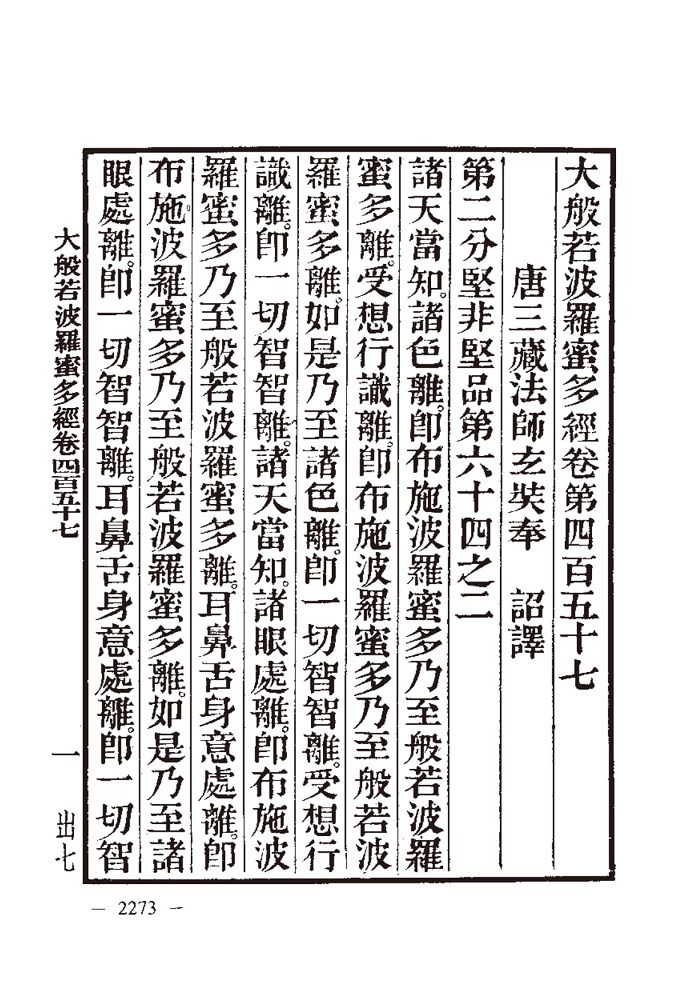 大般若波羅蜜多經卷第四百五十七
唐三藏法師玄奘奉　詔譯
第二分堅非堅品第六十四之二
諸天當知。諸色離。卽布施波羅蜜多乃至般若波羅
蜜多離。受想行識離。卽布施波羅蜜多乃至般若波
羅蜜多離。如是乃至諸色離。卽一切智智離。受想行
識離。卽一切智智離。諸天當知。諸眼處離。卽布施波
羅蜜多乃至般若波羅蜜多離。耳鼻舌身意處離。卽
布施波羅蜜多乃至般若波羅蜜多離。如是乃至諸
眼處離。卽一切智智離。耳鼻舌身意處離。卽一切智
大般若波羅蜜多經卷四百五十七　一　出七
— 2273 —